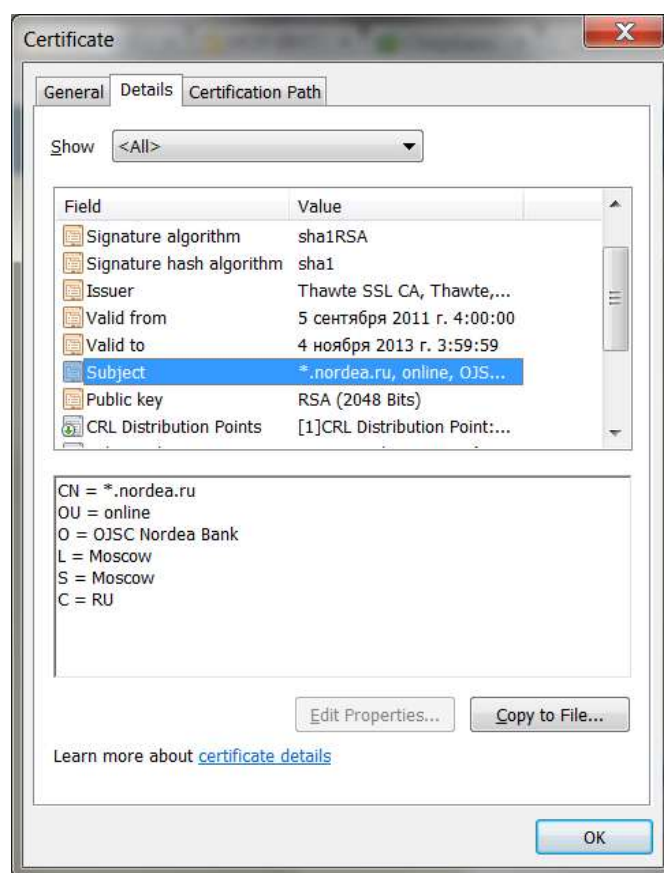 Certificate
General Details Certification Path
Show <All>
Field Value
Signature algorithm sha1RSA
Signature hash algorithm sha1
Issuer Thawte SSL CA, Thawte,...
Valid from 5 сентября 2011 г. 4:00:00
Valid to 4 ноября 2013 г. 3:59:59
Subject *.nordea.ru, online, OJS...
Public key RSA (2048 Bits)
CRL Distribution Points [1]CRL Distribution Point:...
CN = *.nordea.ru
OU = online
O = OJSC Nordea Bank
L = Moscow
S = Moscow
C = RU
Edit Properties... Copy to File...
Learn more about certificate details
OK